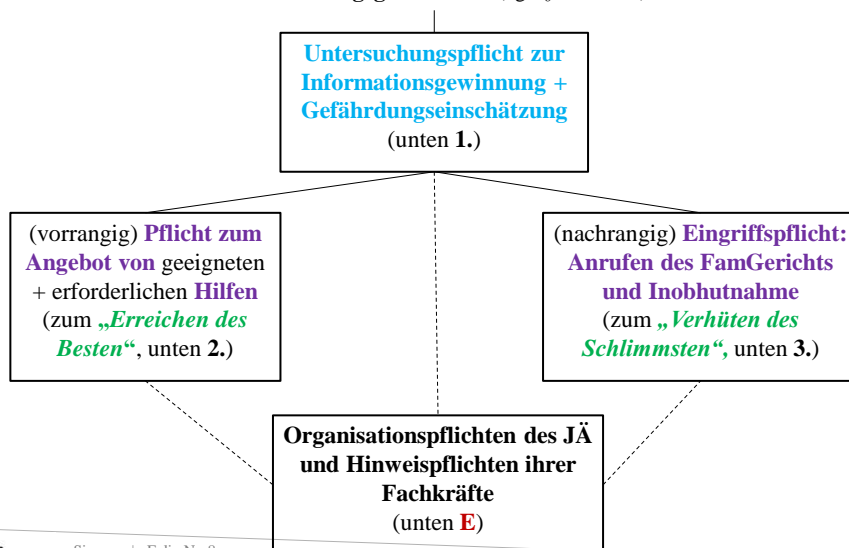 Untersuchungspflicht zur
Informationsgewinnung +
Gefährdungseinschätzung
(unten 1.)
(vorrangig) Pflicht zum
Angebot von geeigneten
+ erforderlichen Hilfen
(zum „Erreichen des
Besten“, unten 2.)
(nachrangig) Eingriffspflicht:
Anrufen des FamGerichts
und Inobhutnahme
(zum „Verhüten des
Schlimmsten“, unten 3.)
Organisationspflichten des JÄ
und Hinweispflichten ihrer
Fachkräfte
(unten E)